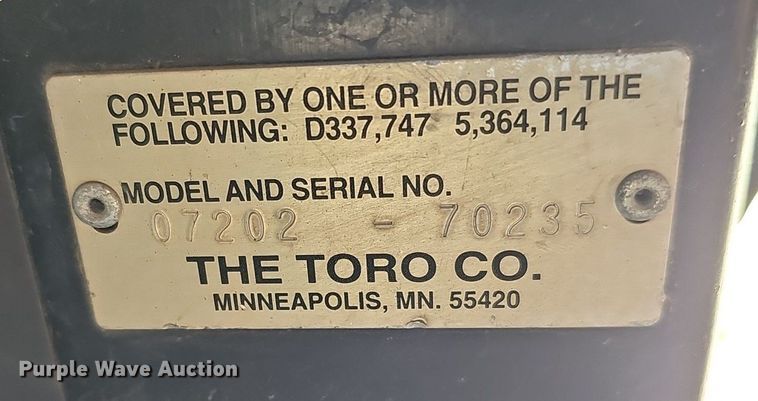 COVERED BY ONE OR MORE OF THE
FOLLOWING: D337,747 5,364,114
MODEL AND SERIAL NO.
07202 - 70235
THE TORO CO.
MINNEAPOLIS, MN. 55420
Purple Wave Auction